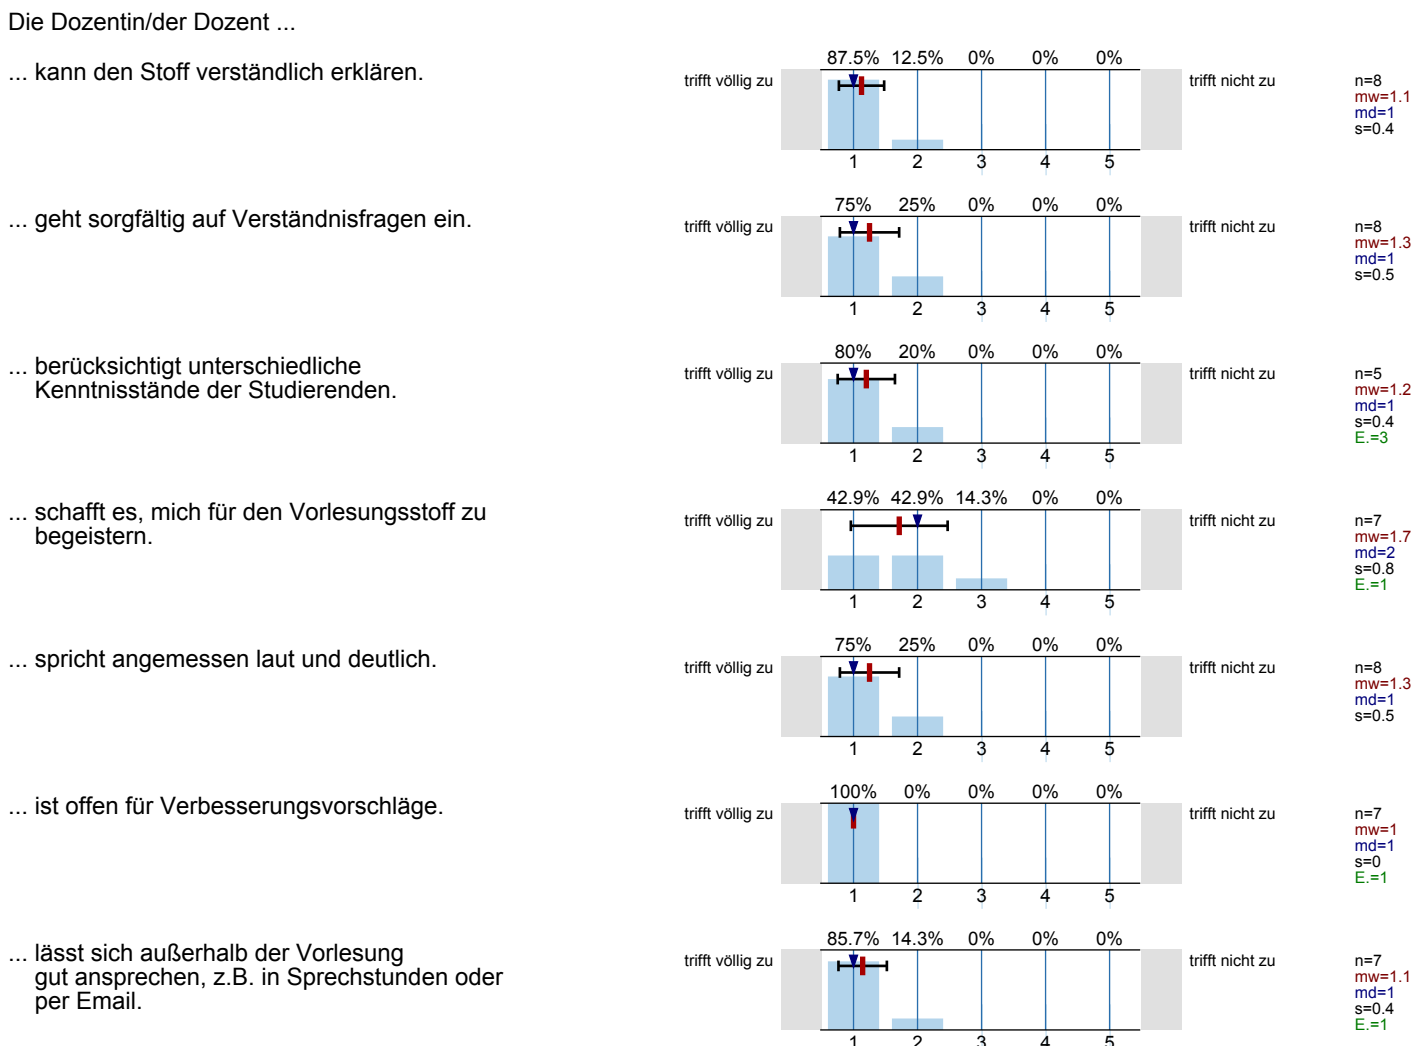 Die Dozentin/der Dozent ...
... kann den Stoff verständlich erklären.
87.5% 12.5% 0% 0% 0%
trifft völlig zu
trifft nicht zu
1 2 3 4 5
n=8
mw=1.1
md=1
s=0.4
... geht sorgfältig auf Verständnisfragen ein.
75% 25% 0% 0% 0%
trifft völlig zu
trifft nicht zu
1 2 3 4 5
n=8
mw=1.3
md=1
s=0.5
... berücksichtigt unterschiedliche
Kenntnisstände der Studierenden.
80% 20% 0% 0% 0%
trifft völlig zu
trifft nicht zu
1 2 3 4 5
n=5
mw=1.2
md=1
s=0.4
E.=3
... schafft es, mich für den Vorlesungsstoff zu
begeistern.
42.9% 42.9% 14.3% 0% 0%
trifft völlig zu
trifft nicht zu
1 2 3 4 5
n=7
mw=1.7
md=2
s=0.8
E.=1
... spricht angemessen laut und deutlich.
75% 25% 0% 0% 0%
trifft völlig zu
trifft nicht zu
1 2 3 4 5
n=8
mw=1.3
md=1
s=0.5
... ist offen für Verbesserungsvorschläge.
100% 0% 0% 0% 0%
trifft völlig zu
trifft nicht zu
1 2 3 4 5
n=7
mw=1
md=1
s=0
E.=1
... lässt sich außerhalb der Vorlesung
gut ansprechen, z.B. in Sprechstunden oder
per Email.
85.7% 14.3% 0% 0% 0%
trifft völlig zu
trifft nicht zu
1 2 3 4 5
n=7
mw=1.1
md=1
s=0.4
E.=1